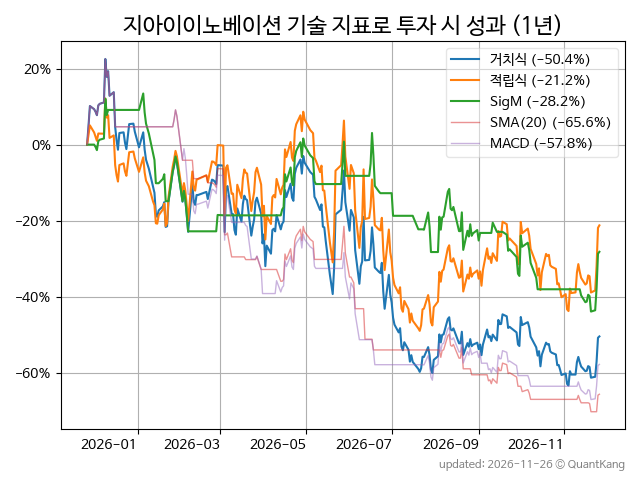 지아이이노베이션 기술 지표로 투자 시 성과 (1년)
거치식 (−50.4%)
적립식 (−21.2%)
SigM (−28.2%)
SMA(20) (−65.6%)
MACD (−57.8%)
20%
0%
−20%
−40%
−60%
2026−01
2026−03
2026−05
2026−07
2026−09
2026−11
updated: 2026-11-26 © QuantKang